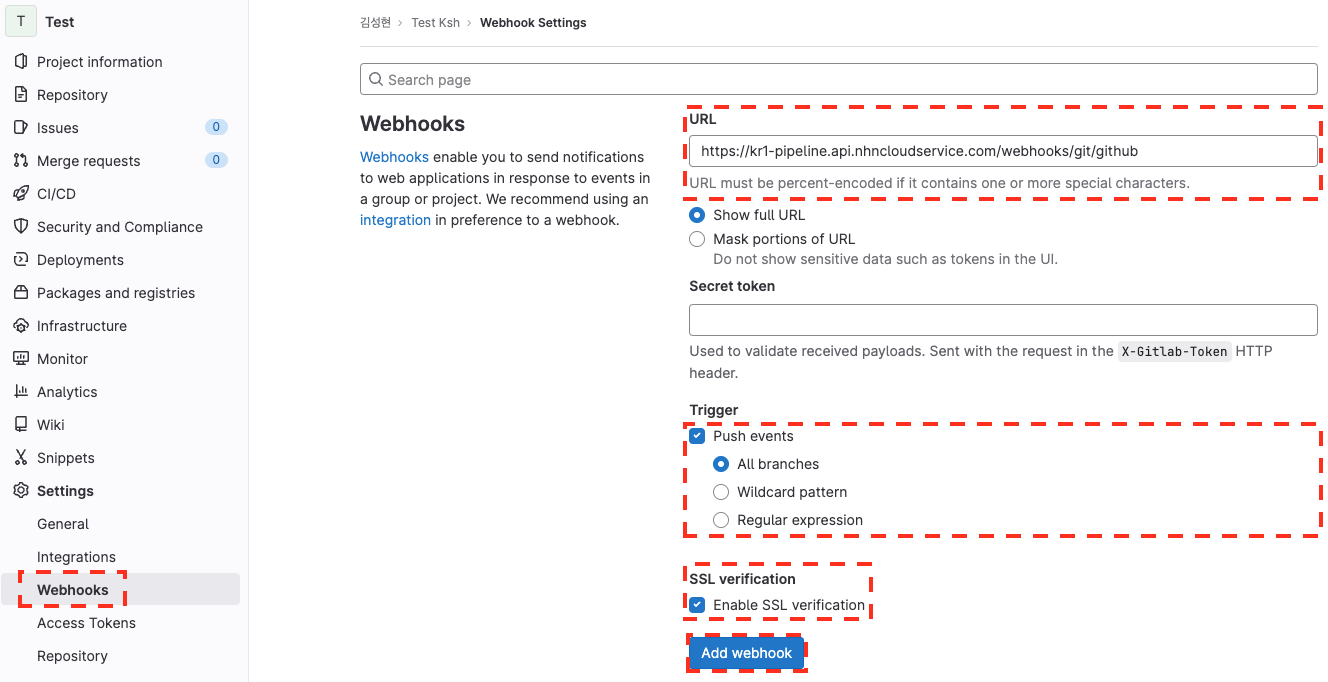 T Test
Project information
Repository
Issues 0
Merge requests 0
CI/CD
Security and Compliance
Deployments
Packages and registries
Infrastructure
Monitor
Analytics
Wiki
Snippets
Settings
General
Integrations
Webhooks
Access Tokens
Repository
김성현 › Test Ksh › Webhook Settings
Search page
Webhooks
Webhooks enable you to send notifications
to web applications in response to events in
a group or project. We recommend using an
integration in preference to a webhook.
URL
https://kr1-pipeline.api.nhncloudservice.com/webhooks/git/github
URL must be percent-encoded if it contains one or more special characters.
Show full URL
Mask portions of URL
Do not show sensitive data such as tokens in the UI.
Secret token
Used to validate received payloads. Sent with the request in the X-Gitlab-Token HTTP
header.
Trigger
Push events
All branches
Wildcard pattern
Regular expression
SSL verification
Enable SSL verification
Add webhook